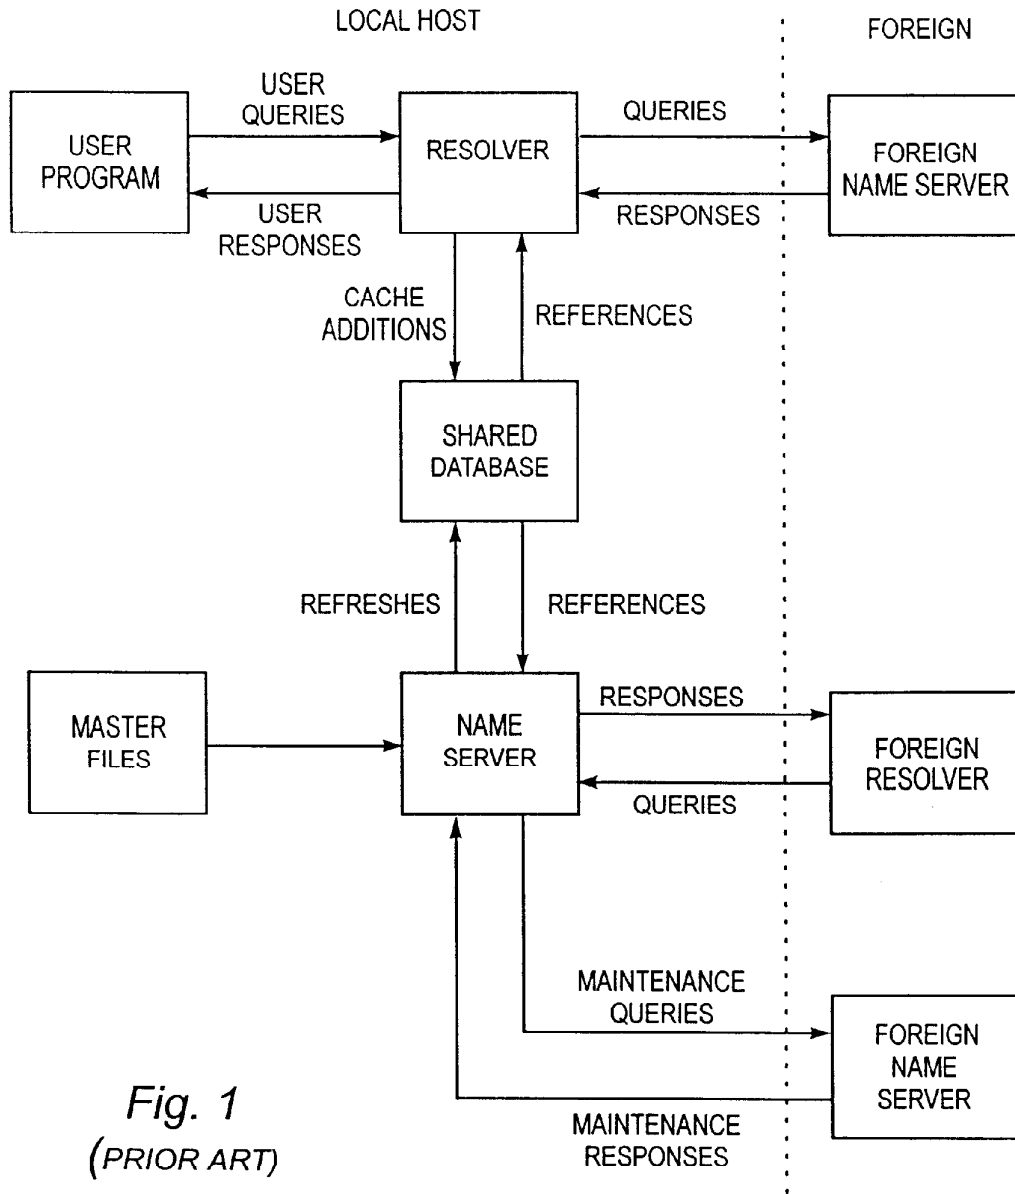 LOCAL HOST
FOREIGN
USER
QUERIES
QUERIES
USER
PROGRAM
RESOLVER
FOREIGN
NAME SERVER
USER
RESPONSES
RESPONSES
CACHE
ADDITIONS
REFERENCES
SHARED
DATABASE
REFRESHES
REFERENCES
MASTER
FILES
NAME
SERVER
RESPONSES
QUERIES
FOREIGN
RESOLVER
MAINTENANCE
QUERIES
FOREIGN
NAME
SERVER
MAINTENANCE
RESPONSES
Fig. 1
(PRIOR ART)